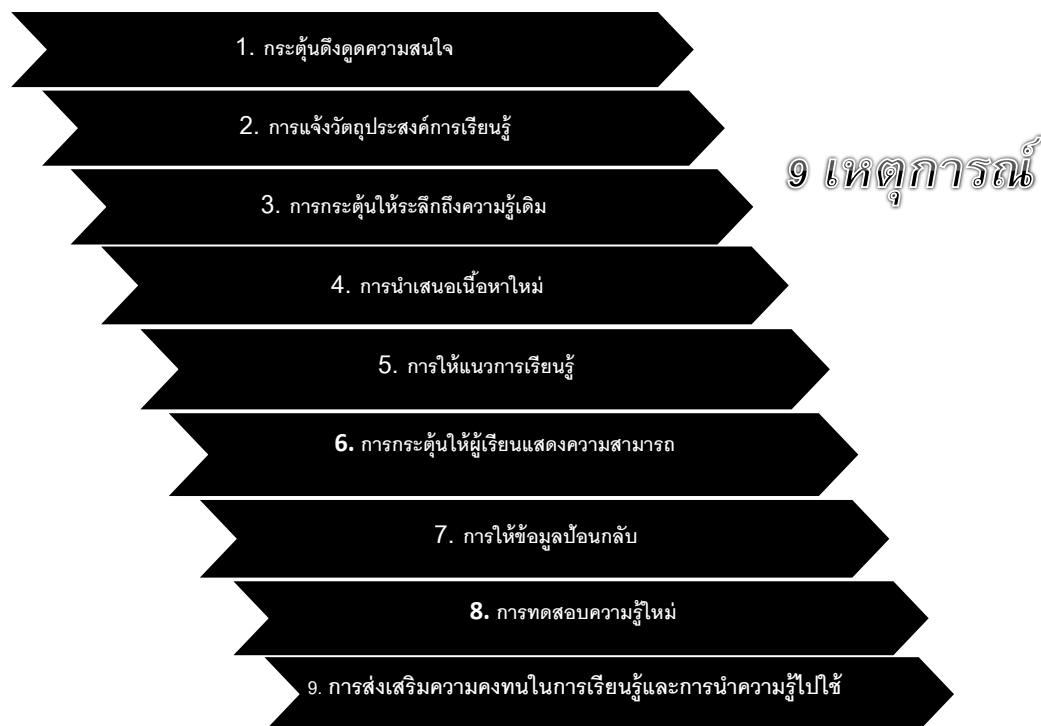 1. กระตุ้นดึงดูดความสนใจ
2. การแจ้งวัตถุประสงค์การเรียนรู้
9 เหตุการณ์
3. การกระตุ้นให้ระลึกถึงความรู้เดิม
4. การนำเสนอเนื้อหาใหม่
5. การให้แนวการเรียนรู้
6. การกระตุ้นให้ผู้เรียนแสดงความสามารถ
7. การให้ข้อมูลป้อนกลับ
8. การทดสอบความรู้ใหม่
9. การส่งเสริมความคงทนในการเรียนรู้และการนำความรู้ไปใช้